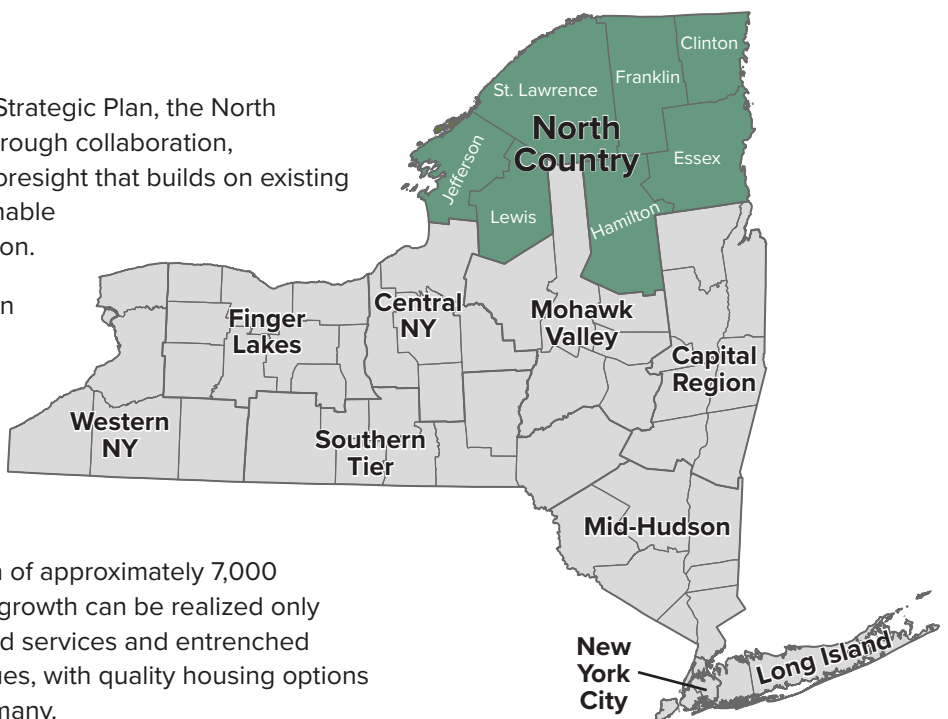 Strategic Plan, the North
rough collaboration,
oresight that builds on existing
nable
on.
n
of approximately 7,000
growth can be realized only
d services and entrenched
es, with quality housing options
many.
Clinton
Franklin
St. Lawrence
North
Country
Essex
Jefferson
Lewis
Hamilton
Central
NY
Finger
Lakes
Mohawk
Valley
Capital
Region
Western
NY
Southern
Tier
Mid-Hudson
New
York
City
Long Island